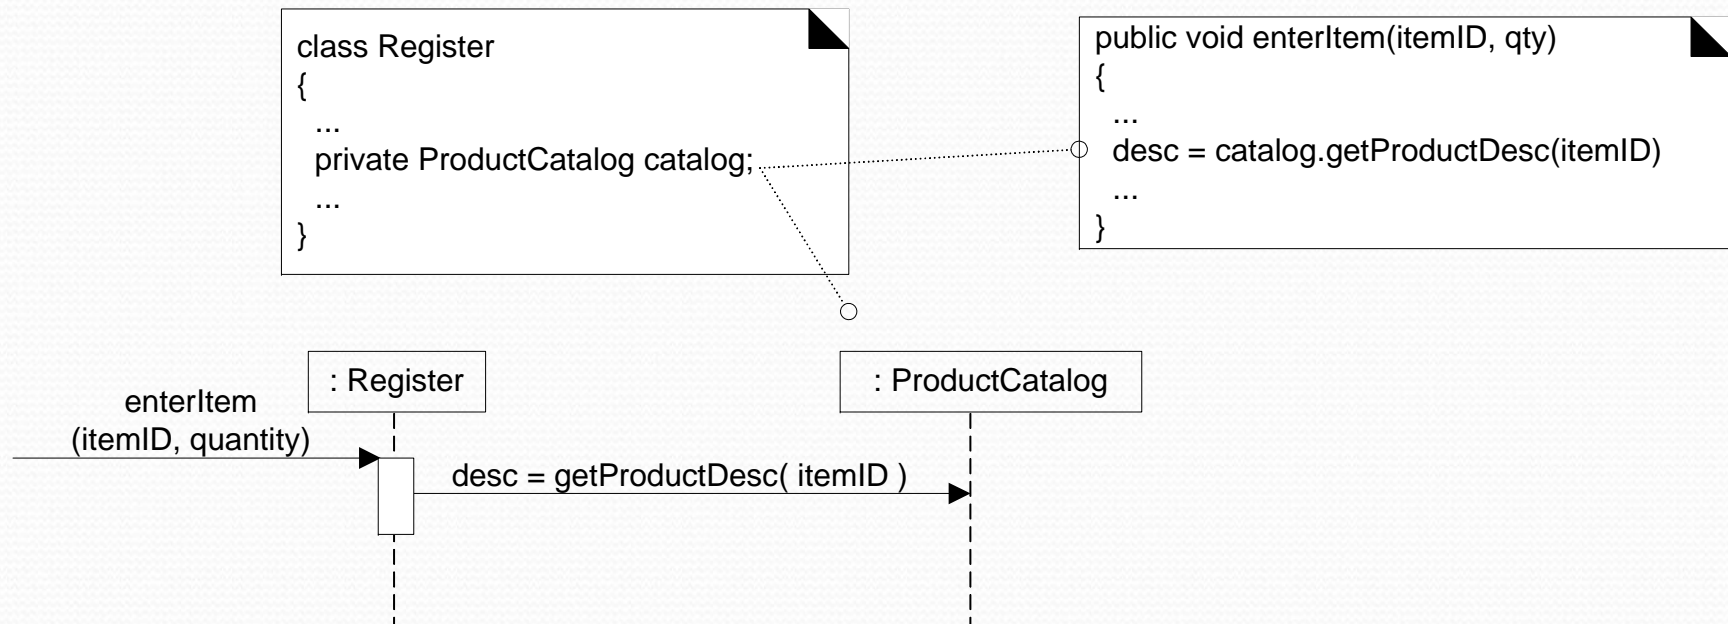 class Register
{
...
private ProductCatalog catalog;
...
}
public void enterItem(itemID, qty)
{
...
desc = catalog.getProductDesc(itemID)
...
}
: Register
: ProductCatalog
enterItem
(itemID, quantity)
desc = getProductDesc( itemID )